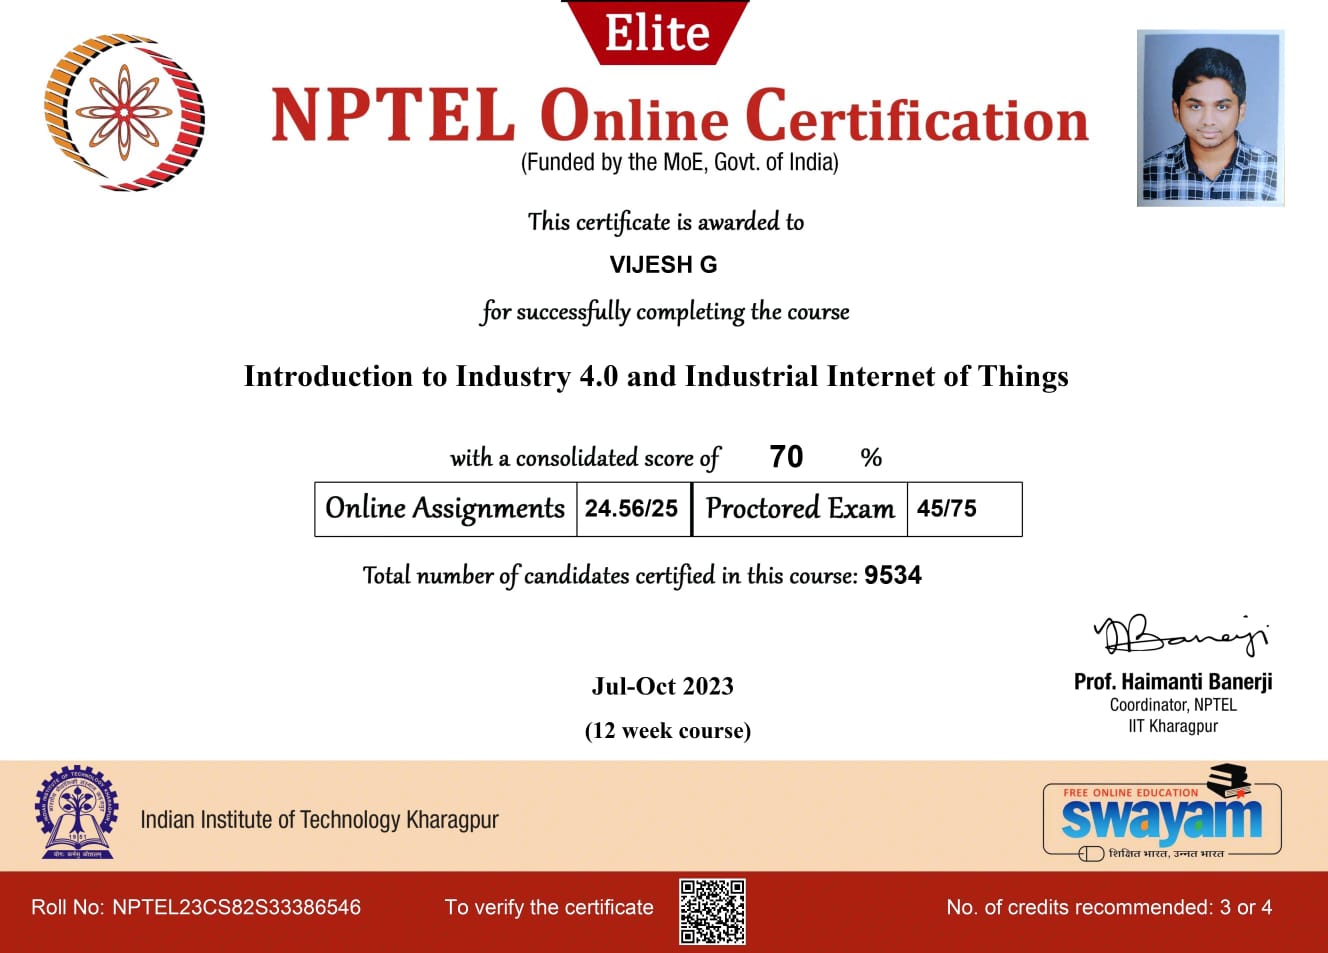 Elite
NPTEL Online Certification
(Funded by the MoE, Govt. of India)
This certificate is awarded to
VIJESH G
for successfully completing the course
Introduction to Industry 4.0 and Industrial Internet of Things
with a consolidated score of 70 %
Online Assignments 24.56/25 Proctored Exam 45/75
Total number of candidates certified in this course: 9534
Jul-Oct 2023
(12 week course)
Prof. Haimanti Banerji
Coordinator, NPTEL
IIT Kharagpur
Indian Institute of Technology Kharagpur
FREE ONLINE EDUCATION
swayam
शिक्षित भारत, उन्नत भारत
Roll No: NPTEL23CS82S33386546
To verify the certificate
No. of credits recommended: 3 or 4